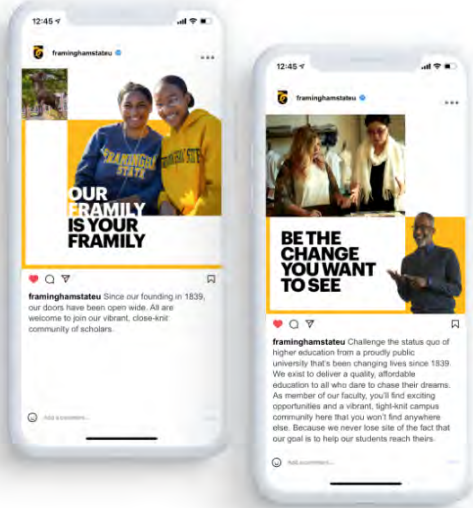 12:45
framinghamstateu
FRAMINGHAM
STATE
OUR
FRAMILY
IS YOUR
FRAMILY
framinghamstateu Since our founding in 1839,
our doors have been open wide. All are
welcome to join our vibrant, close-knit
community of scholars.
Add a comment...
12:45
framinghamstateu
BE THE
CHANGE
YOU WANT
TO SEE
framinghamstateu Challenge the status quo of
higher education from a proudly public
university that's been changing lives since 1839.
We exist to deliver a quality, affordable
education to all who dare to chase their dreams.
As member of our faculty, you'll find exciting
opportunities and a vibrant, tight-knit campus
community here that you won't find anywhere
else. Because we never lose site of the fact that
our goal is to help our students reach theirs.
Add a comment...